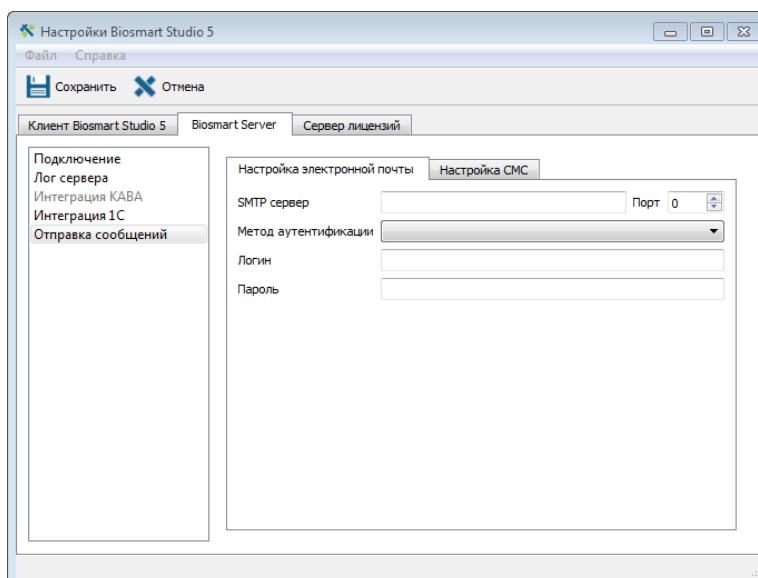 Настройки Biosmart Studio 5
Файл Справка
Сохранить Отмена
Клиент Biosmart Studio 5 Biosmart Server Сервер лицензий
Подключение
Лог сервера
Интеграция КАВА
Интеграция 1С
Отправка сообщений
Настройка электронной почты Настройка СМС
SMTP сервер Порт 0
Метод аутентификации
Логин
Пароль